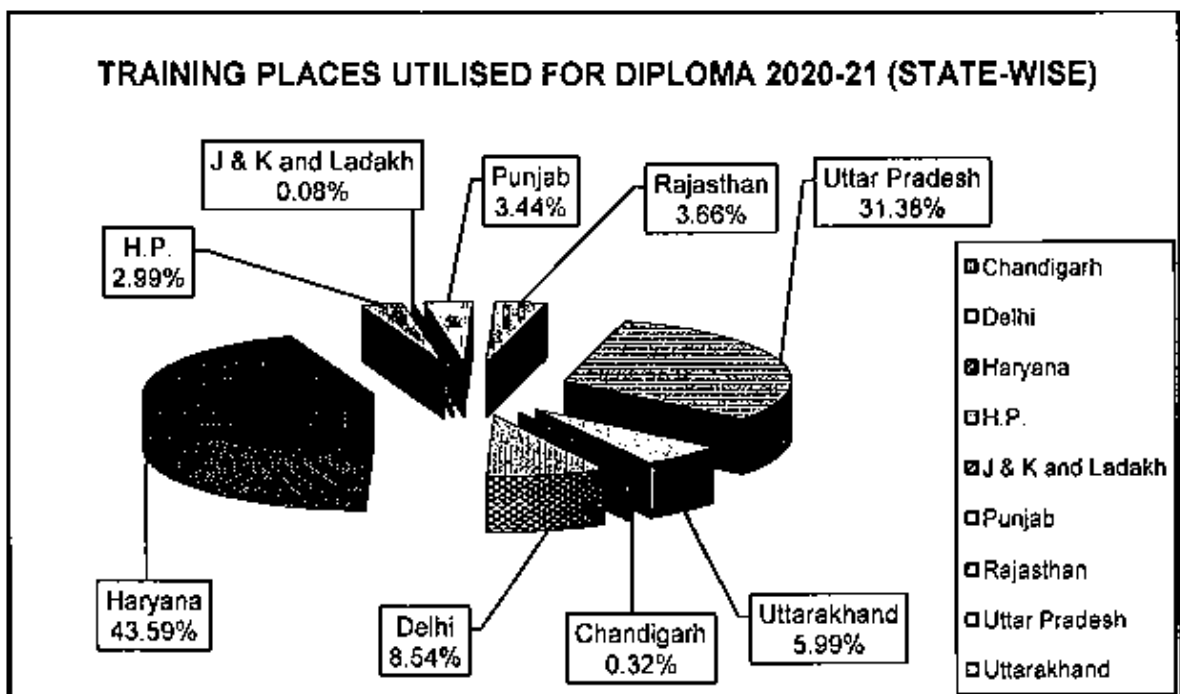 TRAINING PLACES UTILISED FOR DIPLOMA 2020-21 (STATE-WISE)
J & K and Ladakh
0.08%
Punjab
3.44%
Rajasthan
3.66%
Uttar Pradesh
31.38%
H.P.
2.99%
Haryana
43.59%
Delhi
8.54%
Chandigarh
0.32%
Uttarakhand
5.99%
Chandigarh
Delhi
Haryana
H.P.
J & K and Ladakh
Punjab
Rajasthan
Uttar Pradesh
Uttarakhand